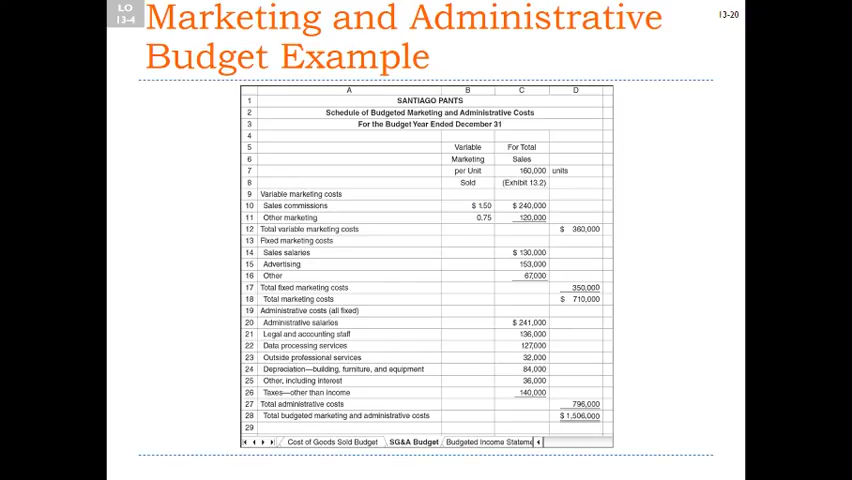 LO
13-4
Marketing and Administrative
Budget Example
13-20
A B C D
1 SANTIAGO PANTS
2 Schedule of Budgeted Marketing and Administrative Costs
3 For the Budget Year Ended December 31
4
5 Variable For Total
6 Marketing Sales
7 per Unit 160,000 units
8 Sold (Exhibit 13.2)
9 Variable marketing costs
10 Sales commissions $ 1.50 $ 240,000
11 Other marketing 0.75 120,000
12 Total variable marketing costs $ 360,000
13 Fixed marketing costs
14 Sales salaries $ 130,000
15 Advertising 153,000
16 Other 67,000
17 Total fixed marketing costs 350,000
18 Total marketing costs $ 710,000
19 Administrative costs (all fixed)
20 Administrative salaries $ 241,000
21 Legal and accounting staff 136,000
22 Data processing services 127,000
23 Outside professional services 32,000
24 Depreciation—building, furniture, and equipment 84,000
25 Other, including interest 36,000
26 Taxes—other than income 140,000
27 Total administrative costs 796,000
28 Total budgeted marketing and administrative costs $ 1,506,000
29
Cost of Goods Sold Budget SG&A Budget Budgeted Income Stateme